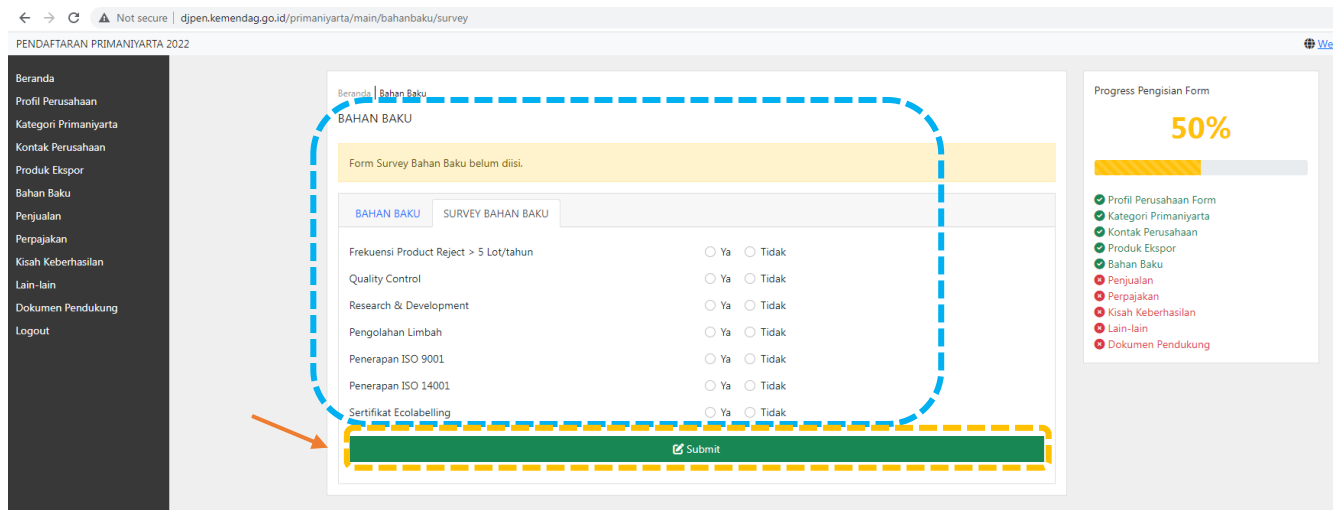 Not secure | djpen.kemendag.go.id/primaniyarta/main/bahanbaku/survey
PENDAFTARAN PRIMANIYARTA 2022
We
Beranda
Profil Perusahaan
Kategori Primaniyarta
Kontak Perusahaan
Produk Ekspor
Bahan Baku
Penjualan
Perpajakan
Kisah Keberhasilan
Lain-lain
Dokumen Pendukung
Logout
Beranda | Bahan Baku
BAHAN BAKU
Form Survey Bahan Baku belum diisi.
BAHAN BAKU SURVEY BAHAN BAKU
Frekuensi Product Reject > 5 Lot/tahun Ya Tidak
Quality Control Ya Tidak
Research & Development Ya Tidak
Pengolahan Limbah Ya Tidak
Penerapan ISO 9001 Ya Tidak
Penerapan ISO 14001 Ya Tidak
Sertifikat Ecolabelling Ya Tidak
Submit
Progress Pengisian Form
50%
Profil Perusahaan Form
Kategori Primaniyarta
Kontak Perusahaan
Produk Ekspor
Bahan Baku
Penjualan
Perpajakan
Kisah Keberhasilan
Lain-lain
Dokumen Pendukung